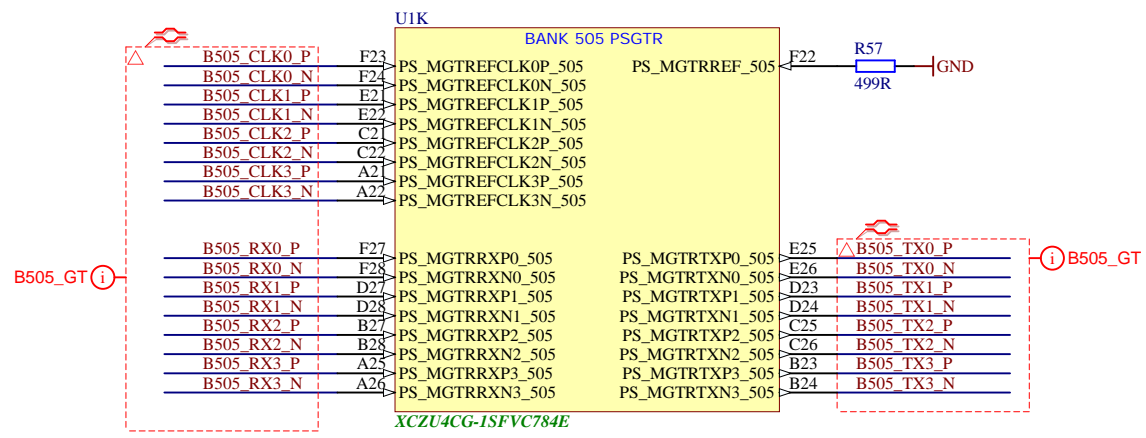 U1K
BANK 505 PSGTR
B505_CLK0_P F23 PS_MGTREFCLK0P_505 PS_MGTRREF_505 F22 R57 499R GND
B505_CLK0_N F24 PS_MGTREFCLK0N_505
B505_CLK1_P E21 PS_MGTREFCLK1P_505
B505_CLK1_N E22 PS_MGTREFCLK1N_505
B505_CLK2_P C21 PS_MGTREFCLK2P_505
B505_CLK2_N C22 PS_MGTREFCLK2N_505
B505_CLK3_P A21 PS_MGTREFCLK3P_505
B505_CLK3_N A22 PS_MGTREFCLK3N_505
B505_RX0_P F27 PS_MGTRRXP0_505 PS_MGTRTXP0_505 E25 B505_TX0_P
B505_GT i B505_RX0_N F28 PS_MGTRRXN0_505 PS_MGTRTXN0_505 E26 B505_TX0_N i B505_GT
B505_RX1_P D27 PS_MGTRRXP1_505 PS_MGTRTXP1_505 D23 B505_TX1_P
B505_RX1_N D28 PS_MGTRRXN1_505 PS_MGTRTXN1_505 D24 B505_TX1_N
B505_RX2_P B27 PS_MGTRRXP2_505 PS_MGTRTXP2_505 C25 B505_TX2_P
B505_RX2_N B28 PS_MGTRRXN2_505 PS_MGTRTXN2_505 C26 B505_TX2_N
B505_RX3_P A25 PS_MGTRRXP3_505 PS_MGTRTXP3_505 B23 B505_TX3_P
B505_RX3_N A26 PS_MGTRRXN3_505 PS_MGTRTXN3_505 B24 B505_TX3_N
XCZU4CG-1SFVC784E